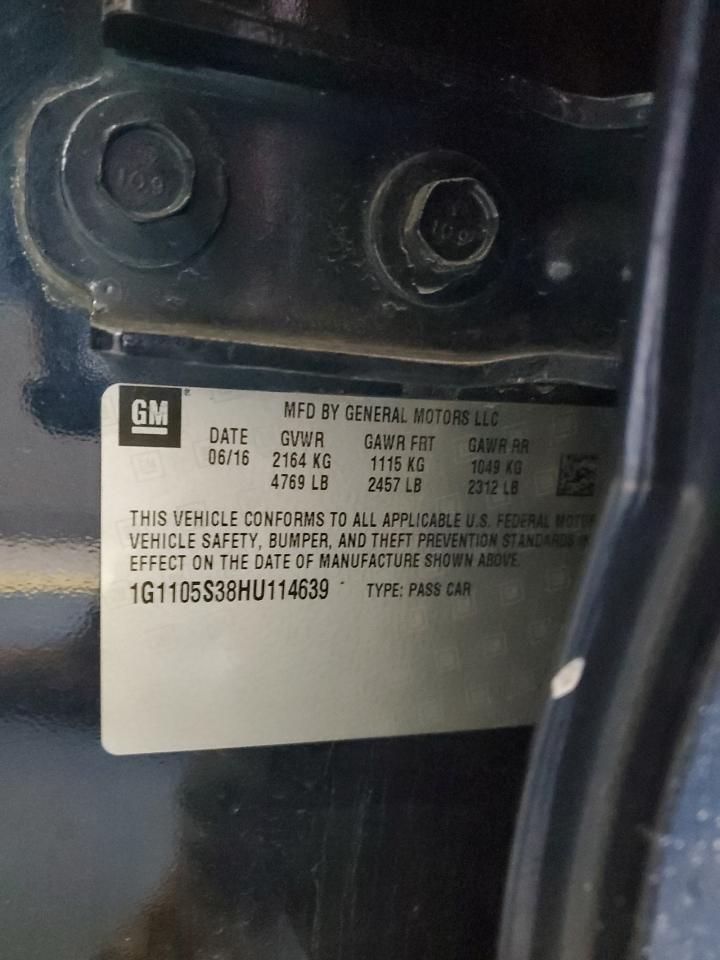 109
109
GM
MFD BY GENERAL MOTORS LLC
DATE GVWR GAWR FRT GAWR RR
06/16 2164 KG 1115 KG 1049 KG
4769 LB 2457 LB 2312 LB
THIS VEHICLE CONFORMS TO ALL APPLICABLE U.S. FEDERAL MOTOR
VEHICLE SAFETY, BUMPER, AND THEFT PREVENTION STANDARDS IN
EFFECT ON THE DATE OF MANUFACTURE SHOWN ABOVE.
1G1105S38HU114639 TYPE: PASS CAR